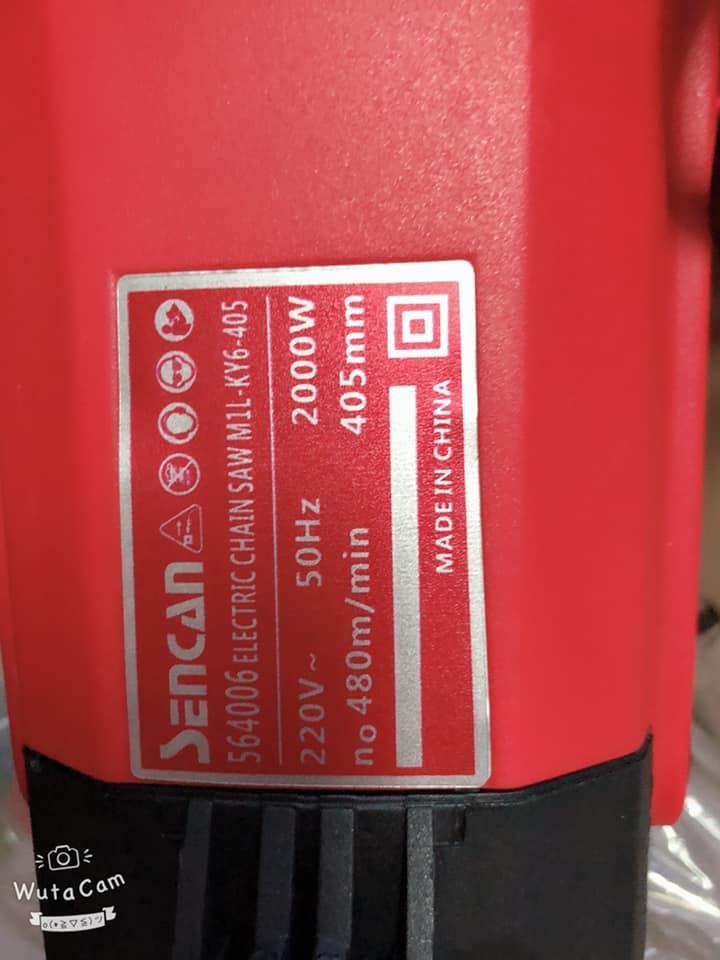 SENCAN
564006 ELECTRIC CHAIN SAW M1L-KY6-405
220V~ 50Hz 2000W
no 480m/min 405mm
MADE IN CHINA
WutaCam